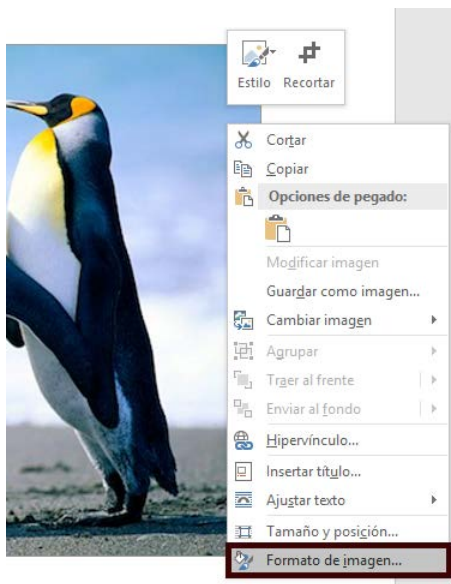 Estilo Recortar
Cortar
Copiar
Opciones de pegado:
Modificar imagen
Guardar como imagen...
Cambiar imagen
Agrupar
Traer al frente
Enviar al fondo
Hipervínculo...
Insertar título...
Ajustar texto
Tamaño y posición...
Formato de imagen...